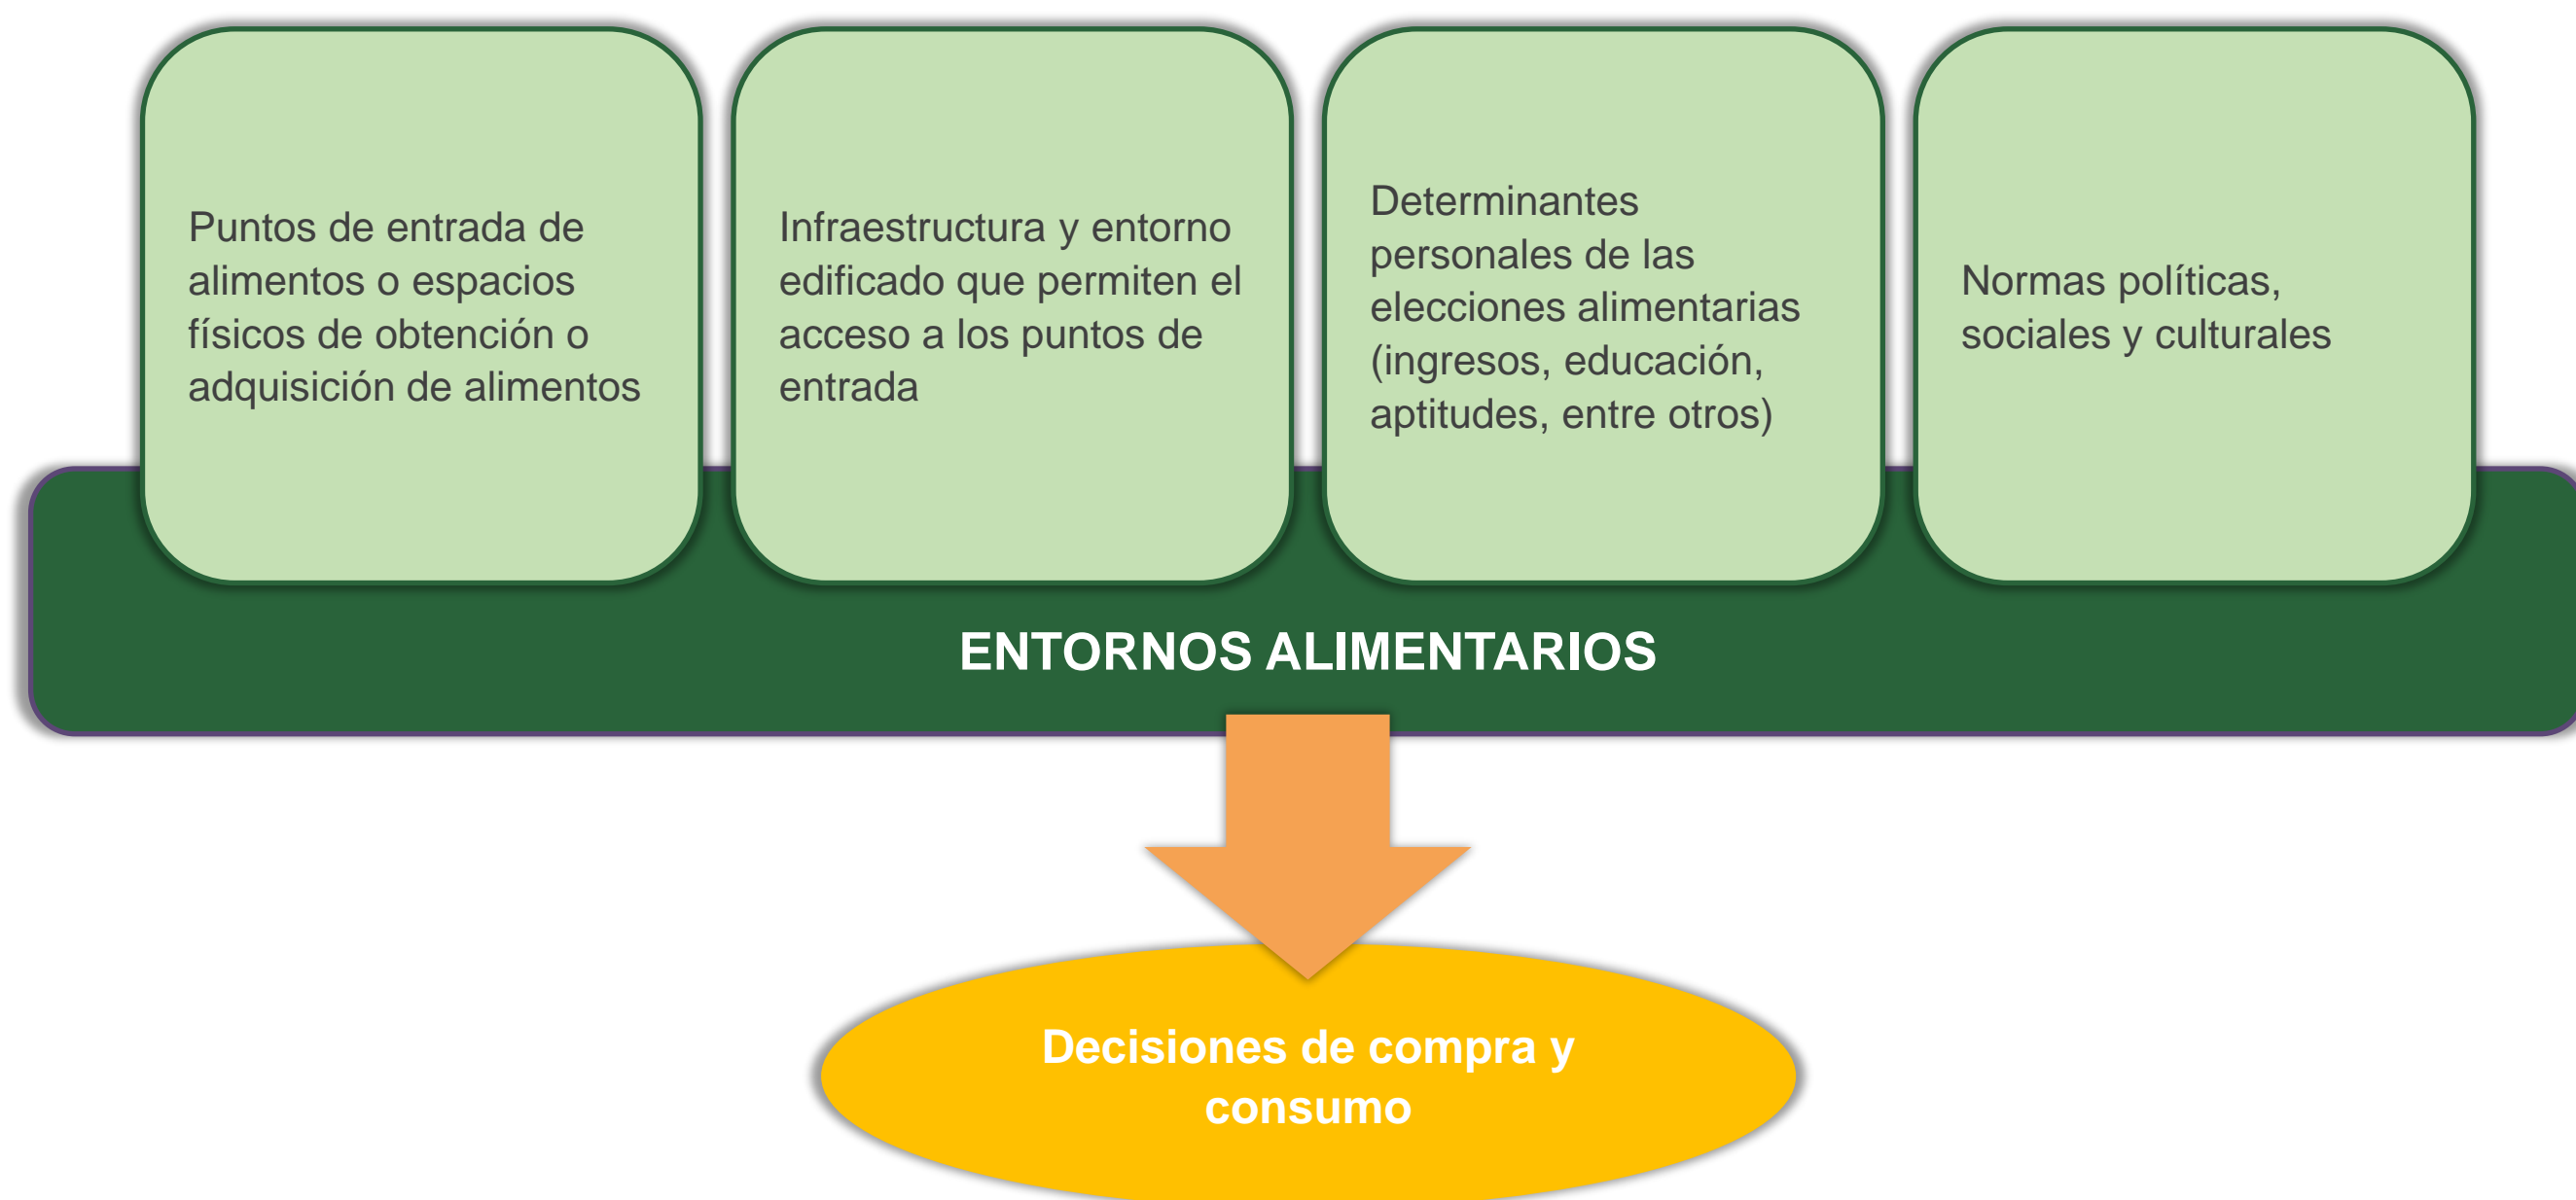 Puntos de entrada de
alimentos o espacios
físicos de obtención o
adquisición de alimentos
Infraestructura y entorno
edificado que permiten el
acceso a los puntos de
entrada
Determinantes
personales de las
elecciones alimentarias
(ingresos, educación,
aptitudes, entre otros)
Normas políticas,
sociales y culturales
ENTORNOS ALIMENTARIOS
Decisiones de compra y
consumo